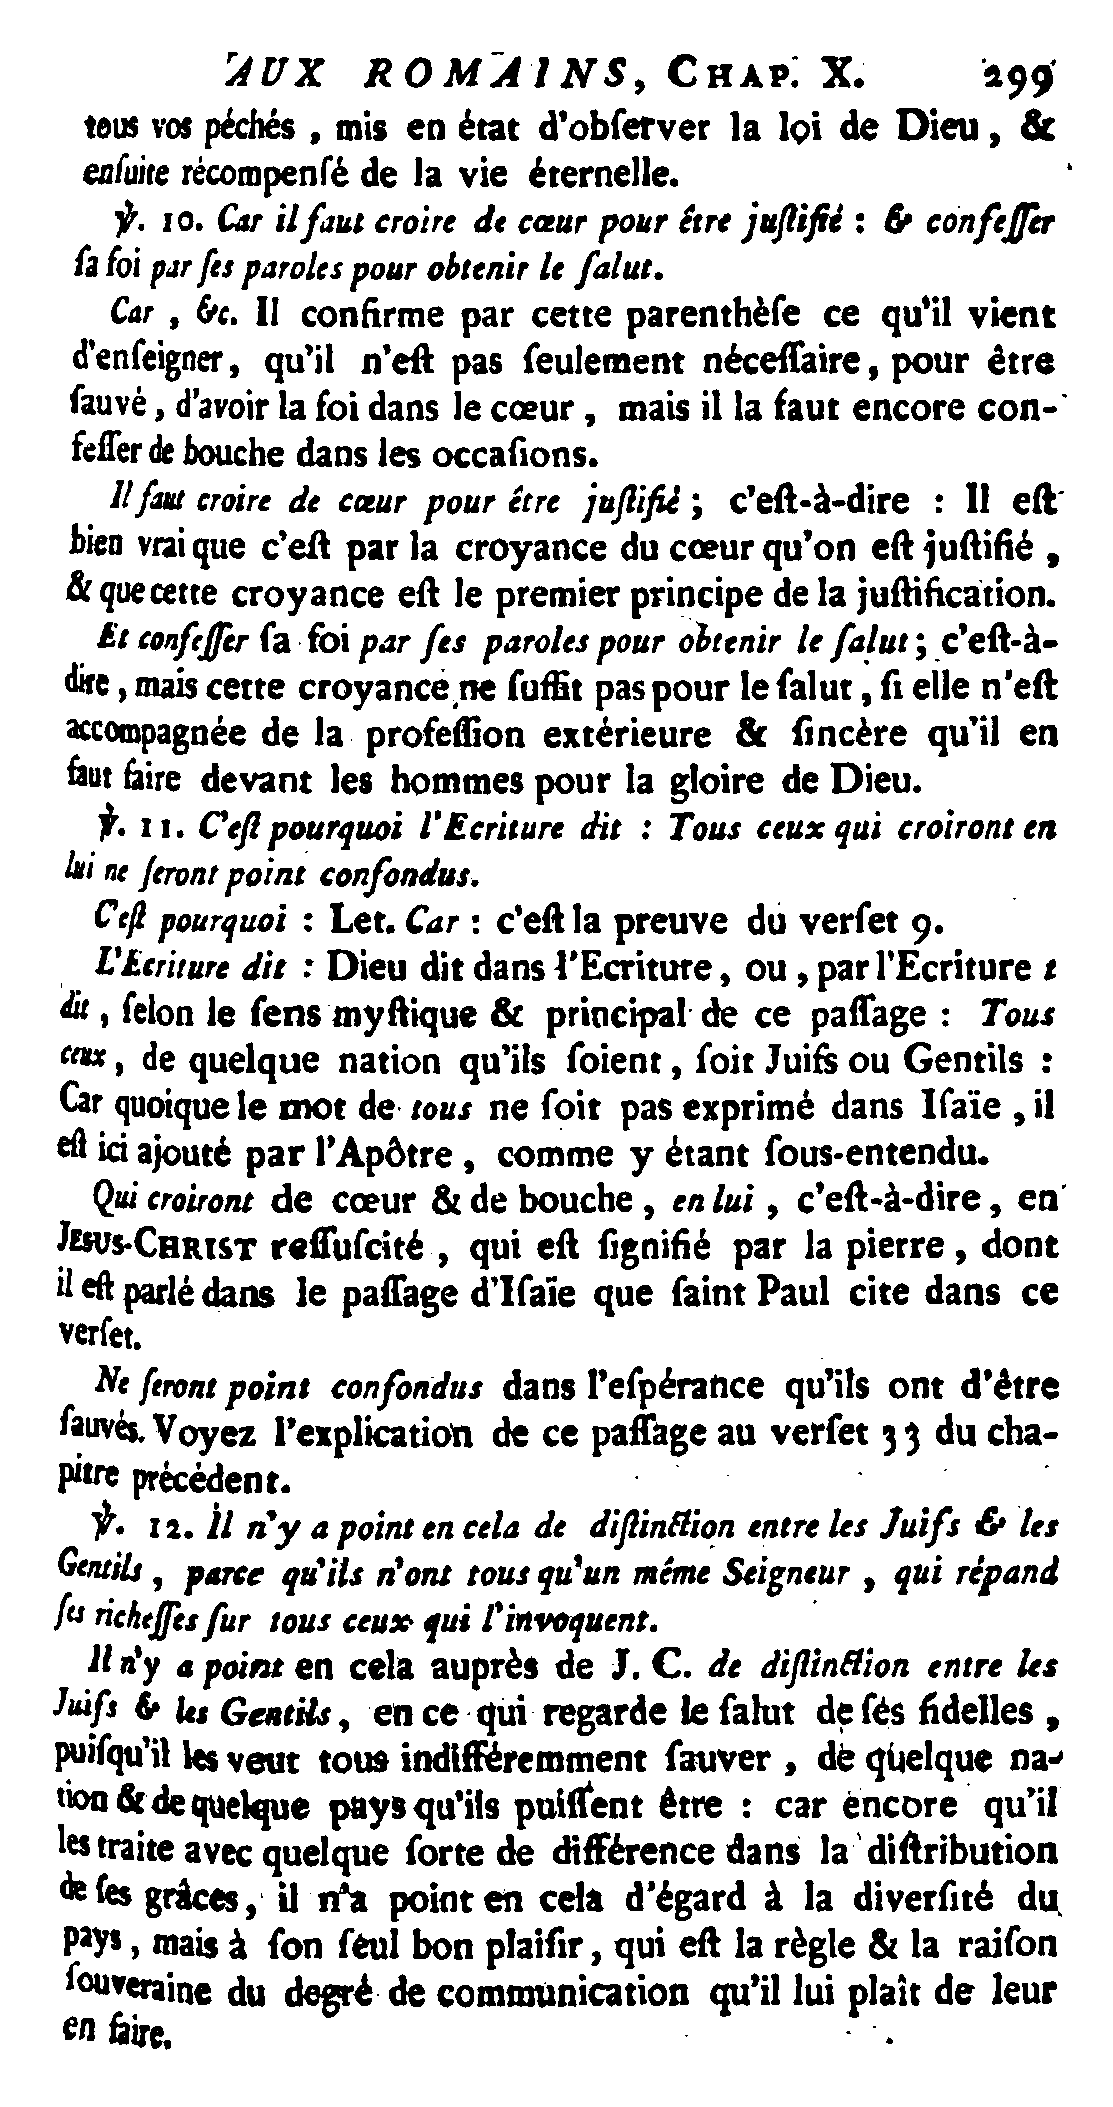 AUX ROMAINS, CHAP. X. 299
tous vos péchés , mis en état d'obſerver la loi de Dieu , &
enſuite récompenſé de la vie éternelle.
℣. 10. Car il faut croire de cœur pour être juſtifié : & confeſſer
ſa foi par ſes paroles pour obtenir le ſalut.
Car , &c. Il confirme par cette parenthèſe ce qu'il vient
d'enſeigner, qu'il n'eſt pas ſeulement néceſſaire, pour être
ſauvé, d'avoir la foi dans le cœur , mais il la faut encore con-
feſſer de bouche dans les occaſions.
Il faut croire de cœur pour être juſtifié ; c'eſt-à-dire : Il eſt
bien vrai que c'eſt par la croyance du cœur qu'on eſt juſtifié ,
& que cette croyance eſt le premier principe de la juſtification.
Et confeſſer ſa foi par ſes paroles pour obtenir le ſalut ; c'eſt-à-
dire , mais cette croyance ne ſuffit pas pour le ſalut , ſi elle n'eſt
accompagnée de la profeſſion extérieure & ſincère qu'il en
faut faire devant les hommes pour la gloire de Dieu.
℣. 11. C'eſt pourquoi l'Ecriture dit : Tous ceux qui croiront en
lui ne ſeront point confondus.
C'eſt pourquoi : Let. Car : c'eſt la preuve du verſet 9.
L'Ecriture dit : Dieu dit dans l'Ecriture, ou , par l'Ecriture :
dit , ſelon le ſens myſtique & principal de ce paſſage : Tous
ceux , de quelque nation qu'ils ſoient , ſoit Juifs ou Gentils :
Car quoique le mot de tous ne ſoit pas exprimé dans Iſaïe , il
eſt ici ajouté par l'Apôtre , comme y étant ſous-entendu.
Qui croiront de cœur & de bouche , en lui , c'eſt-à-dire , en
JESUS-CHRIST reſſuſcité , qui eſt ſignifié par la pierre , dont
il eſt parlé dans le paſſage d'Iſaïe que ſaint Paul cite dans ce
verſet.
Ne ſeront point confondus dans l'eſpérance qu'ils ont d'être
ſauvés. Voyez l'explication de ce paſſage au verſet 33 du cha-
pitre précédent.
℣. 12. Il n'y a point en cela de diſtinction entre les Juifs & les
Gentils , parce qu'ils n'ont tous qu'un même Seigneur , qui répand
ſes richeſſes ſur tous ceux qui l'invoquent.
Il n'y a point en cela auprès de J. C. de diſtinction entre les
Juifs & les Gentils, en ce qui regarde le ſalut de ſes fidelles ,
puiſqu'il les veut tous indifféremment ſauver , de quelque na-
tion & de quelque pays qu'ils puiſſent être : car encore qu'il
les traite avec quelque ſorte de différence dans la diſtribution
de ſes grâces, il n'a point en cela d'égard à la diverſité du
pays , mais à ſon ſeul bon plaiſir , qui eſt la règle & la raiſon
ſouveraine du degré de communication qu'il lui plaît de leur
en faire.